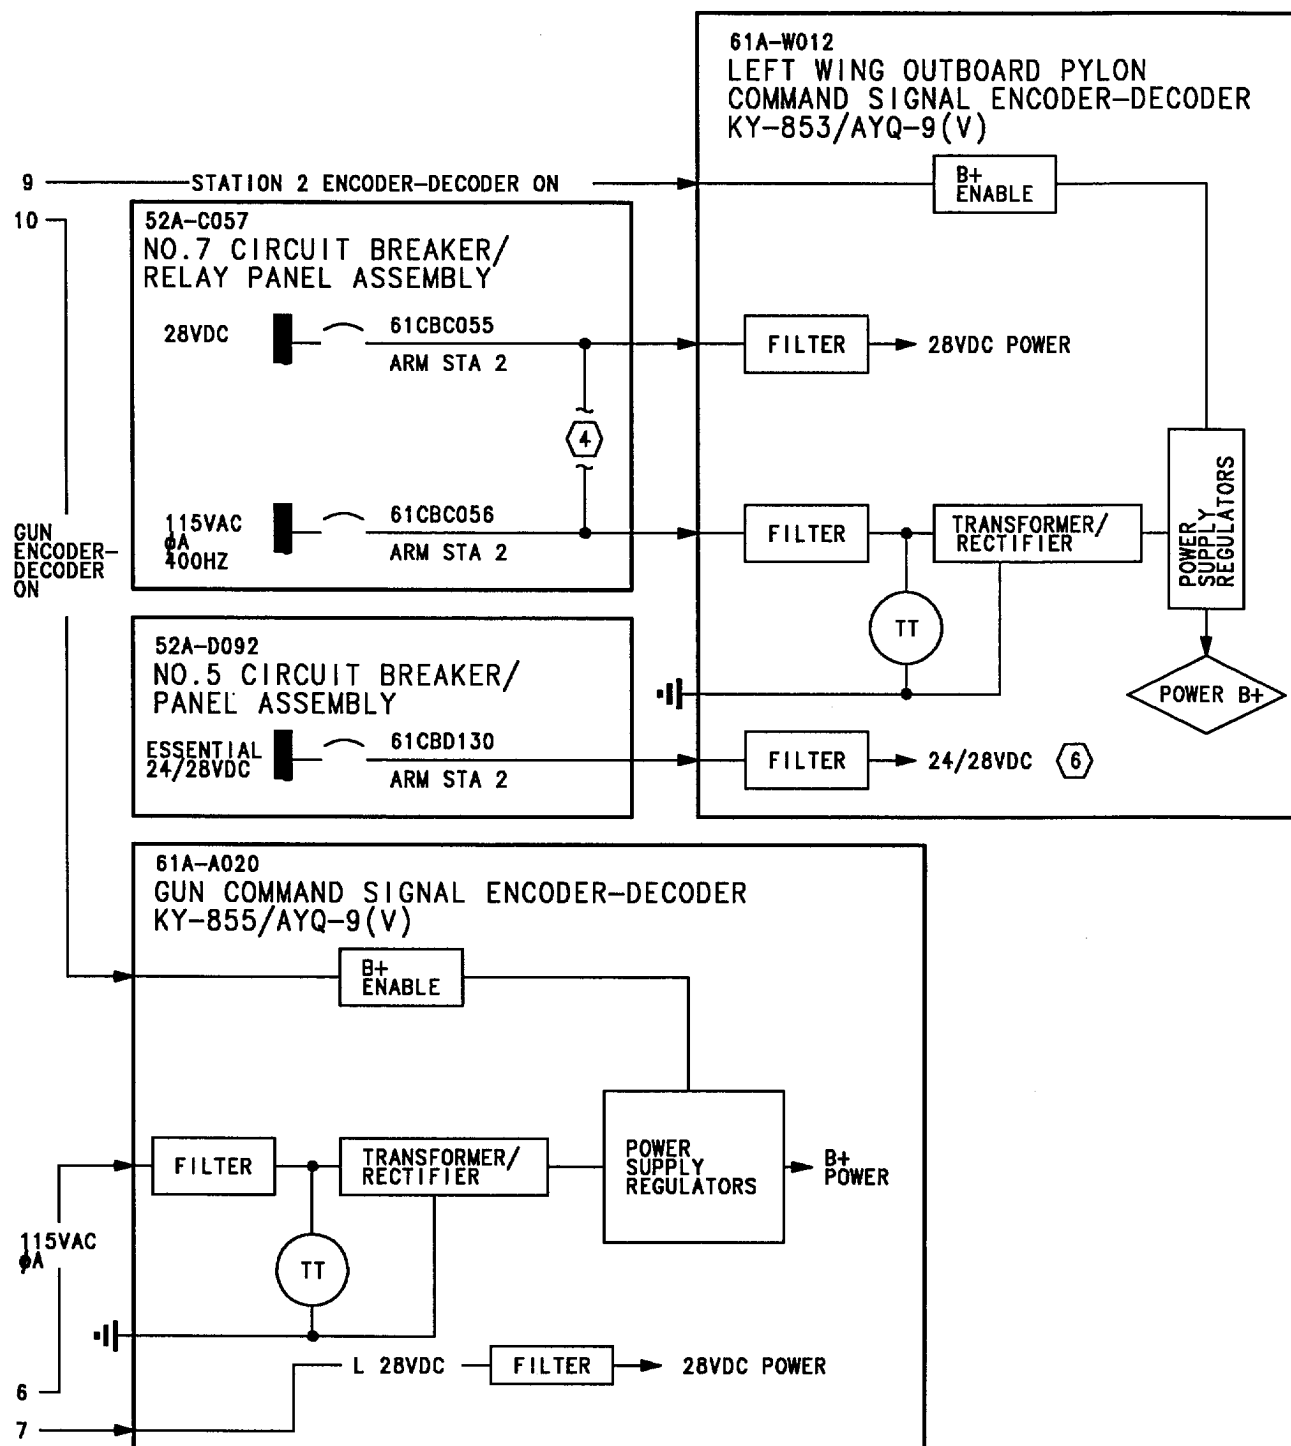 61A-W012
LEFT WING OUTBOARD PYLON
COMMAND SIGNAL ENCODER-DECODER
KY-853/AYQ-9(V)
9
STATION 2 ENCODER-DECODER ON
B+
ENABLE
10
52A-C057
NO.7 CIRCUIT BREAKER/
RELAY PANEL ASSEMBLY
28VDC
61CBC055
ARM STA 2
FILTER
28VDC POWER
4
115VAC
φA
400HZ
61CBC056
ARM STA 2
FILTER
TRANSFORMER/
RECTIFIER
POWER
SUPPLY
REGULATORS
GUN
ENCODER-
DECODER
ON
TT
POWER B+
52A-D092
NO.5 CIRCUIT BREAKER/
PANEL ASSEMBLY
ESSENTIAL
24/28VDC
61CBD130
ARM STA 2
FILTER
24/28VDC
6
61A-A020
GUN COMMAND SIGNAL ENCODER-DECODER
KY-855/AYQ-9(V)
B+
ENABLE
FILTER
TRANSFORMER/
RECTIFIER
POWER
SUPPLY
REGULATORS
B+
POWER
115VAC
φA
TT
L 28VDC
FILTER
28VDC POWER
6
7